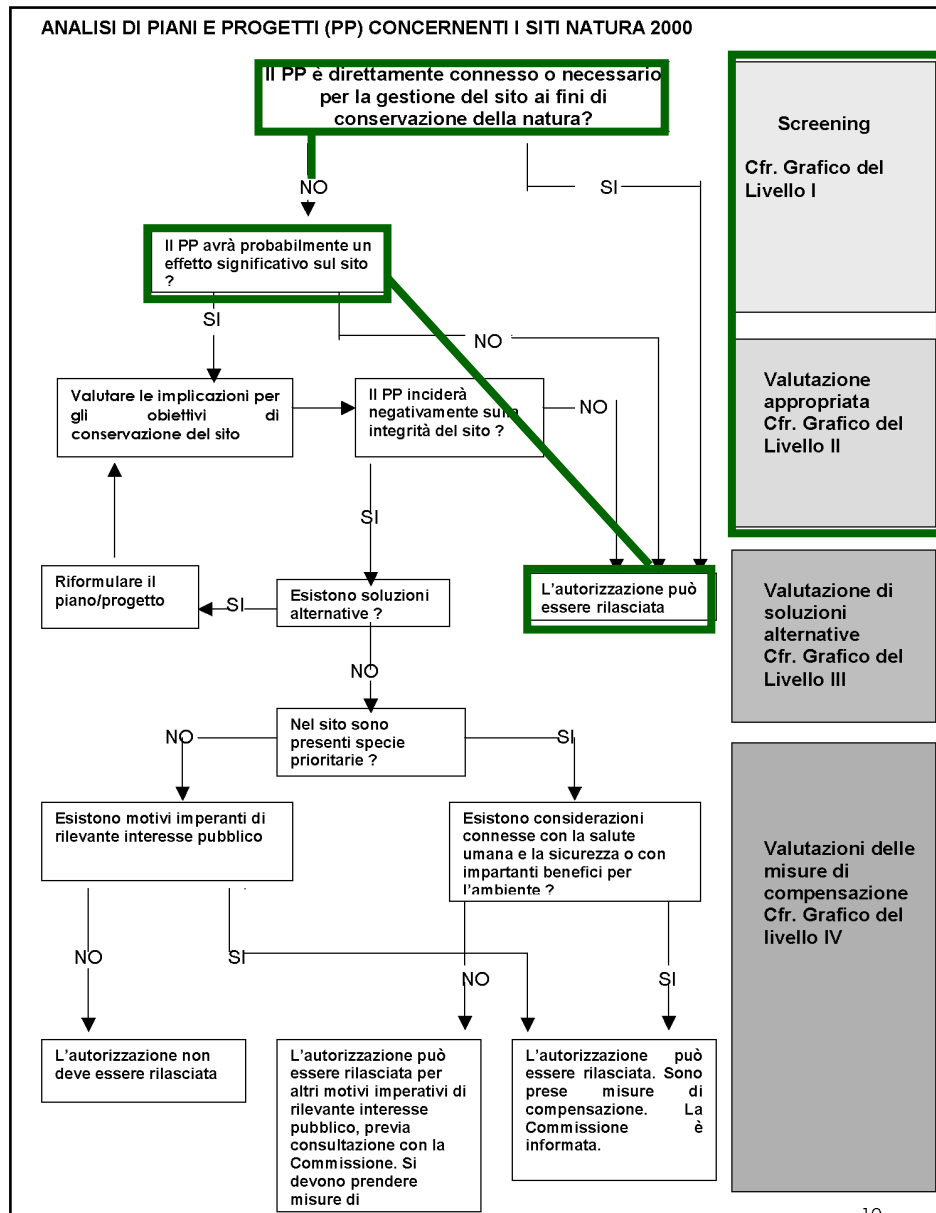 ANALISI DI PIANI E PROGETTI (PP) CONCERNENTI I SITI NATURA 2000
Il PP è direttamente connesso o necessario
per la gestione del sito ai fini di
conservazione della natura?
Screening
Cfr. Grafico del
Livello I
NO
SI
Il PP avrà probabilmente un
effetto significativo sul sito
?
SI
NO
Valutare le implicazioni per
gli obiettivi di
conservazione del sito
Il PP inciderà
negativamente sulla
integrità del sito ?
NO
Valutazione
appropriata
Cfr. Grafico del
Livello II
SI
Riformulare il
piano/progetto
SI
Esistono soluzioni
alternative ?
L'autorizzazione può
essere rilasciata
Valutazione di
soluzioni
alternative
Cfr. Grafico del
Livello III
NO
Nel sito sono
presenti specie
prioritarie ?
NO
SI
Esistono motivi imperanti di
rilevante interesse pubblico
Esistono considerazioni
connesse con la salute
umana e la sicurezza o con
impartanti benefici per
l'ambiente ?
Valutazioni delle
misure di
compensazione
Cfr. Grafico del
livello IV
NO
SI
NO
SI
L'autorizzazione non
deve essere rilasciata
L'autorizzazione può
essere rilasciata per
altri motivi imperativi di
rilevante interesse
pubblico, previa
consultazione con la
Commissione. Si
devono prendere
misure di
L'autorizzazione può
essere rilasciata. Sono
prese misure di
compensazione. La
Commissione è
informata.